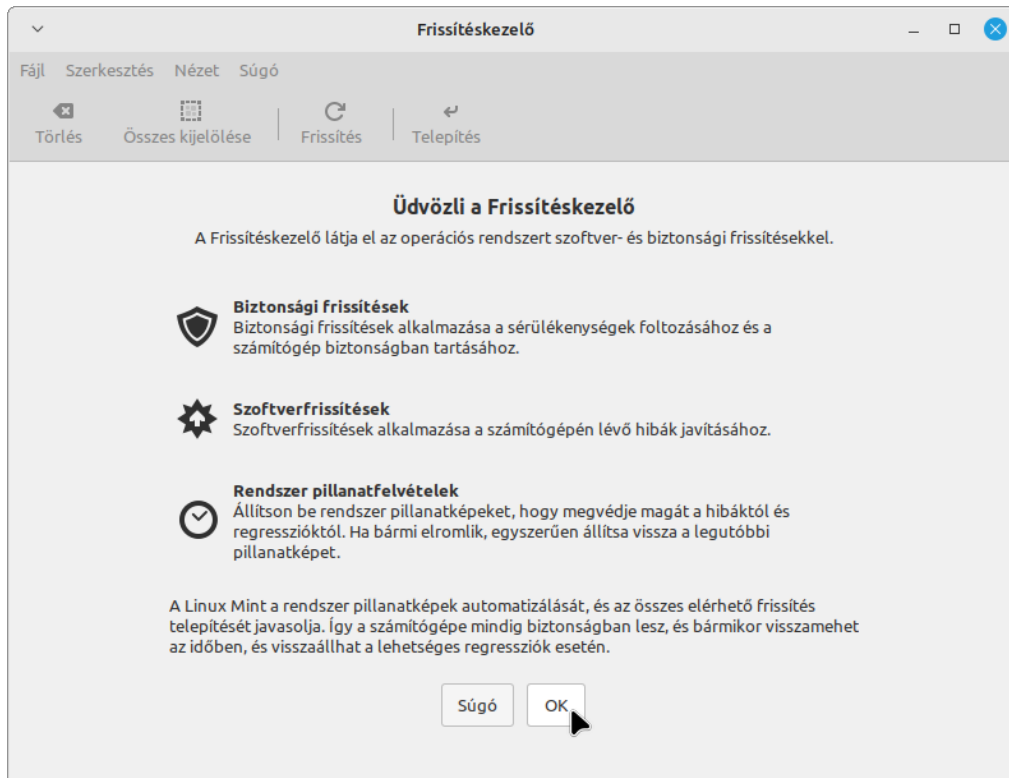 Frissítéskezelő
Fájl Szerkesztés Nézet Súgó
Törlés Összes kijelölése Frissítés Telepítés
Üdvözli a Frissítéskezelő
A Frissítéskezelő látja el az operációs rendszert szoftver- és biztonsági frissítésekkel.
Biztonsági frissítések
Biztonsági frissítések alkalmazása a sérülékenységek foltozásához és a
számítógép biztonságban tartásához.
Szoftverfrissítések
Szoftverfrissítések alkalmazása a számítógépén lévő hibák javításához.
Rendszer pillanatfelvételek
Állítson be rendszer pillanatképeket, hogy megvédje magát a hibáktól és
regresszióktól. Ha bármi elromlik, egyszerűen állítsa vissza a legutóbbi
pillanatképet.
A Linux Mint a rendszer pillanatképek automatizálását, és az összes elérhető frissítés
telepítését javasolja. Így a számítógépe mindig biztonságban lesz, és bármikor visszamehet
az időben, és visszaállhat a lehetséges regressziók esetén.
Súgó OK